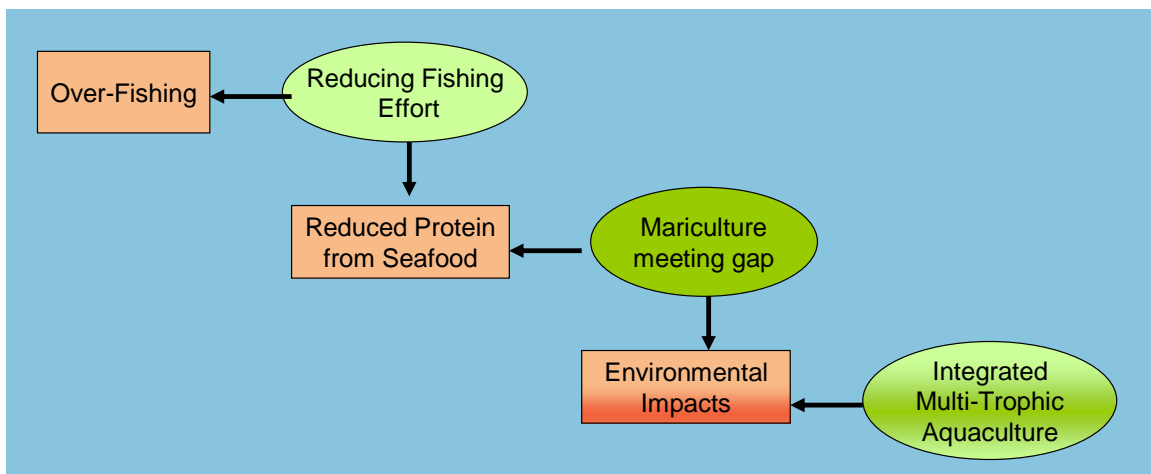 Over-Fishing
Reducing Fishing
Effort
Reduced Protein
from Seafood
Mariculture
meeting gap
Environmental
Impacts
Integrated
Multi-Trophic
Aquaculture